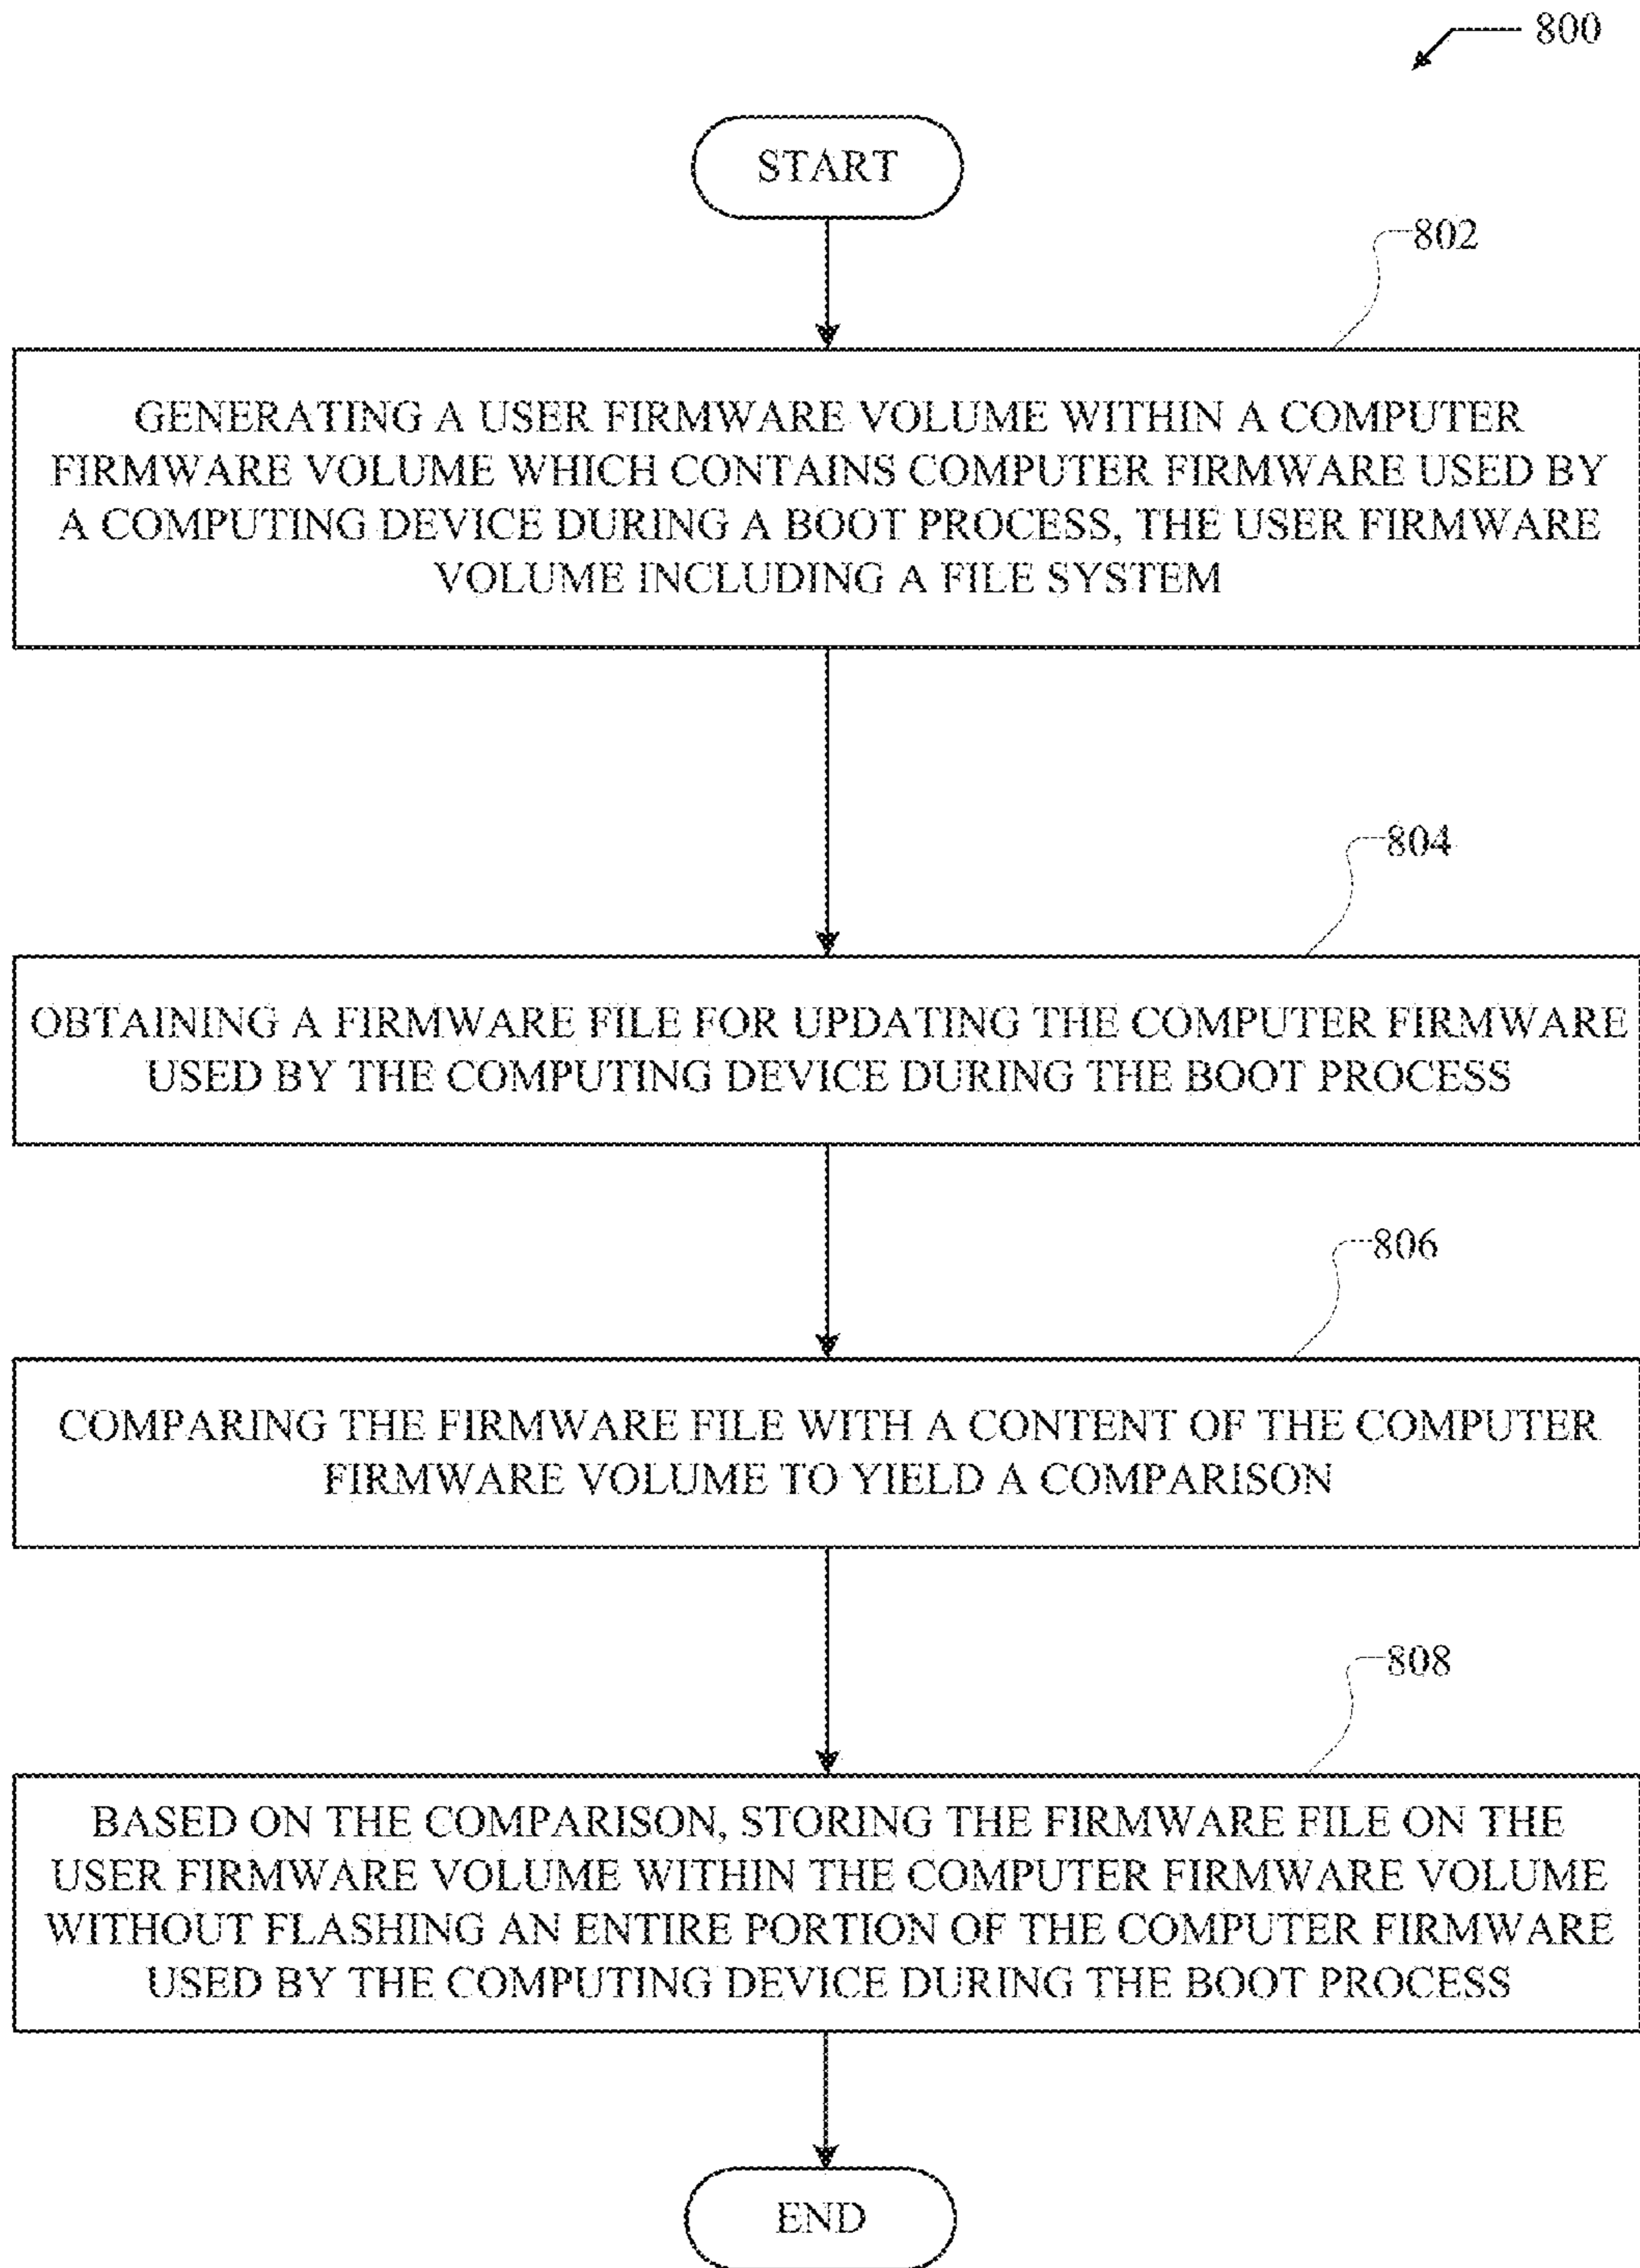 800
START
802
GENERATING A USER FIRMWARE VOLUME WITHIN A COMPUTER
FIRMWARE VOLUME WHICH CONTAINS COMPUTER FIRMWARE USED BY
A COMPUTING DEVICE DURING A BOOT PROCESS, THE USER FIRMWARE
VOLUME INCLUDING A FILE SYSTEM
804
OBTAINING A FIRMWARE FILE FOR UPDATING THE COMPUTER FIRMWARE
USED BY THE COMPUTING DEVICE DURING THE BOOT PROCESS
806
COMPARING THE FIRMWARE FILE WITH A CONTENT OF THE COMPUTER
FIRMWARE VOLUME TO YIELD A COMPARISON
808
BASED ON THE COMPARISON, STORING THE FIRMWARE FILE ON THE
USER FIRMWARE VOLUME WITHIN THE COMPUTER FIRMWARE VOLUME
WITHOUT FLASHING AN ENTIRE PORTION OF THE COMPUTER FIRMWARE
USED BY THE COMPUTING DEVICE DURING THE BOOT PROCESS
END